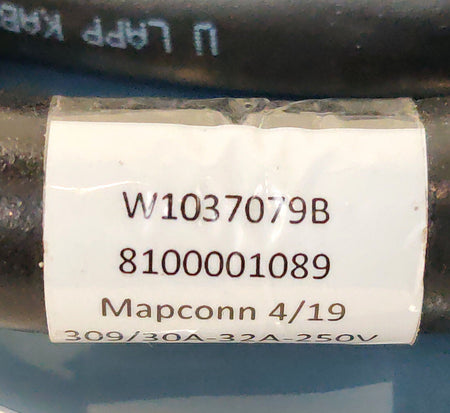 U LAPP KAB
W1037079B
8100001089
Mapconn 4/19
309/30A-32A-250V